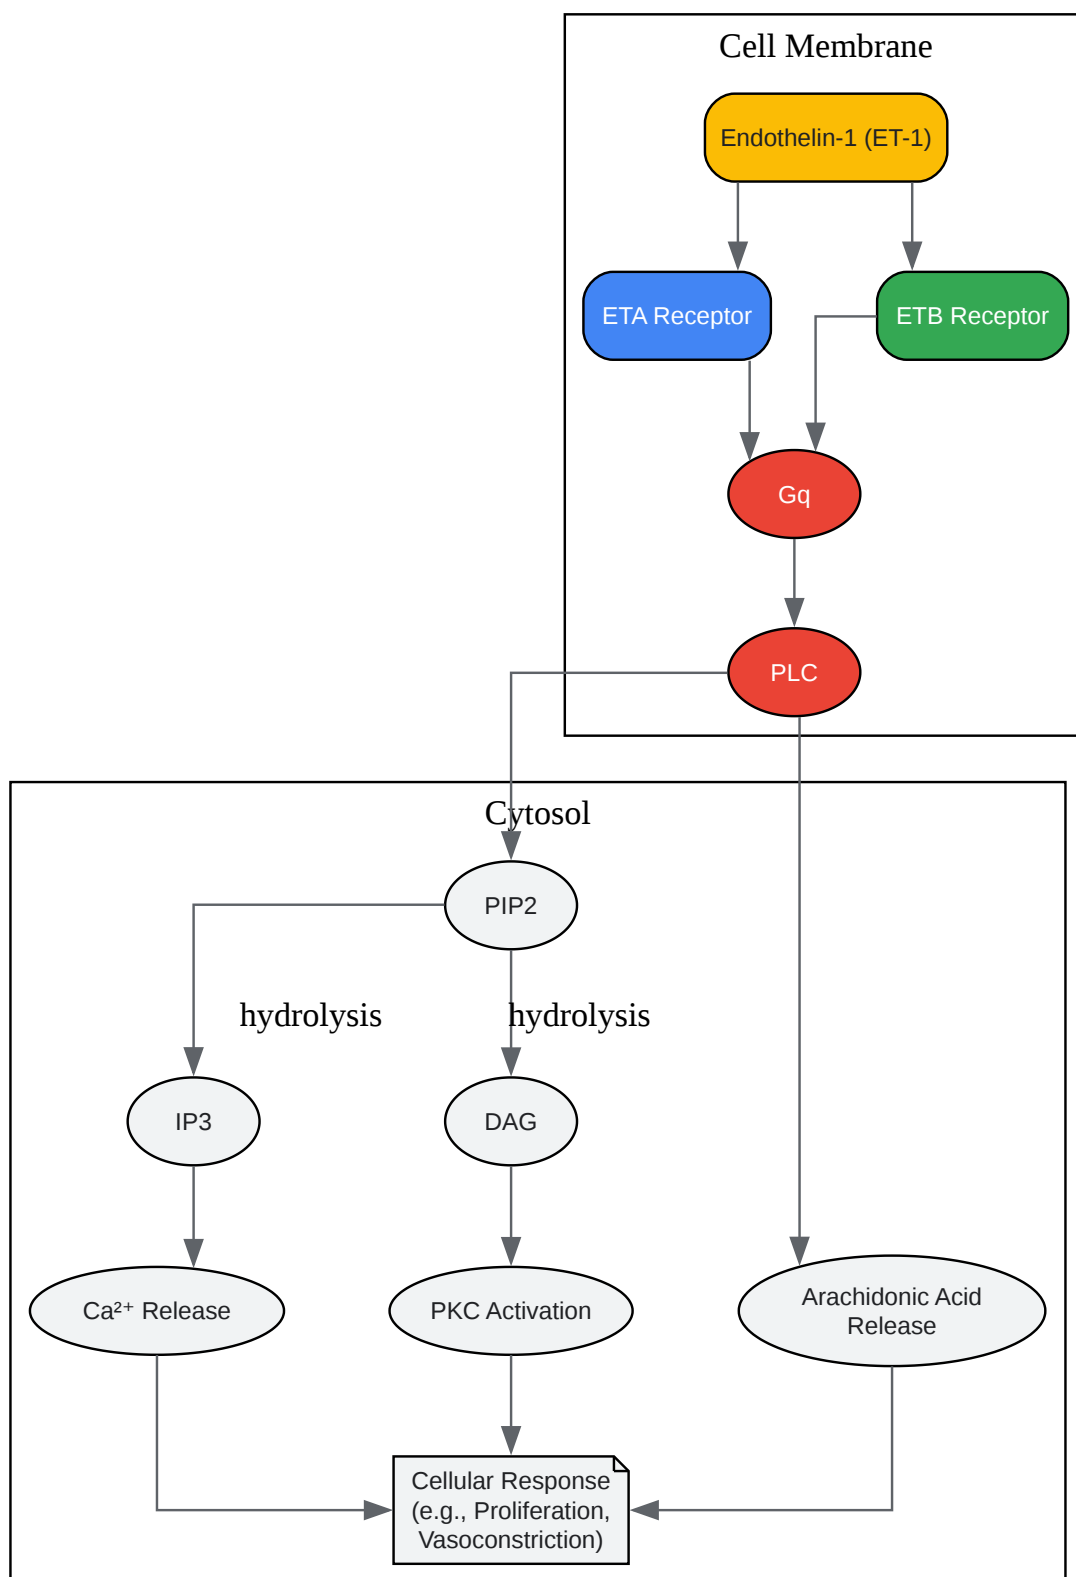 Cell Membrane
Endothelin-1 (ET-1)
ETA Receptor
ETB Receptor
Gq
PLC
Cytosol
PIP2
hydrolysis
hydrolysis
IP3
DAG
Ca²⁺ Release
PKC Activation
Arachidonic Acid
Release
Cellular Response
(e.g., Proliferation,
Vasoconstriction)